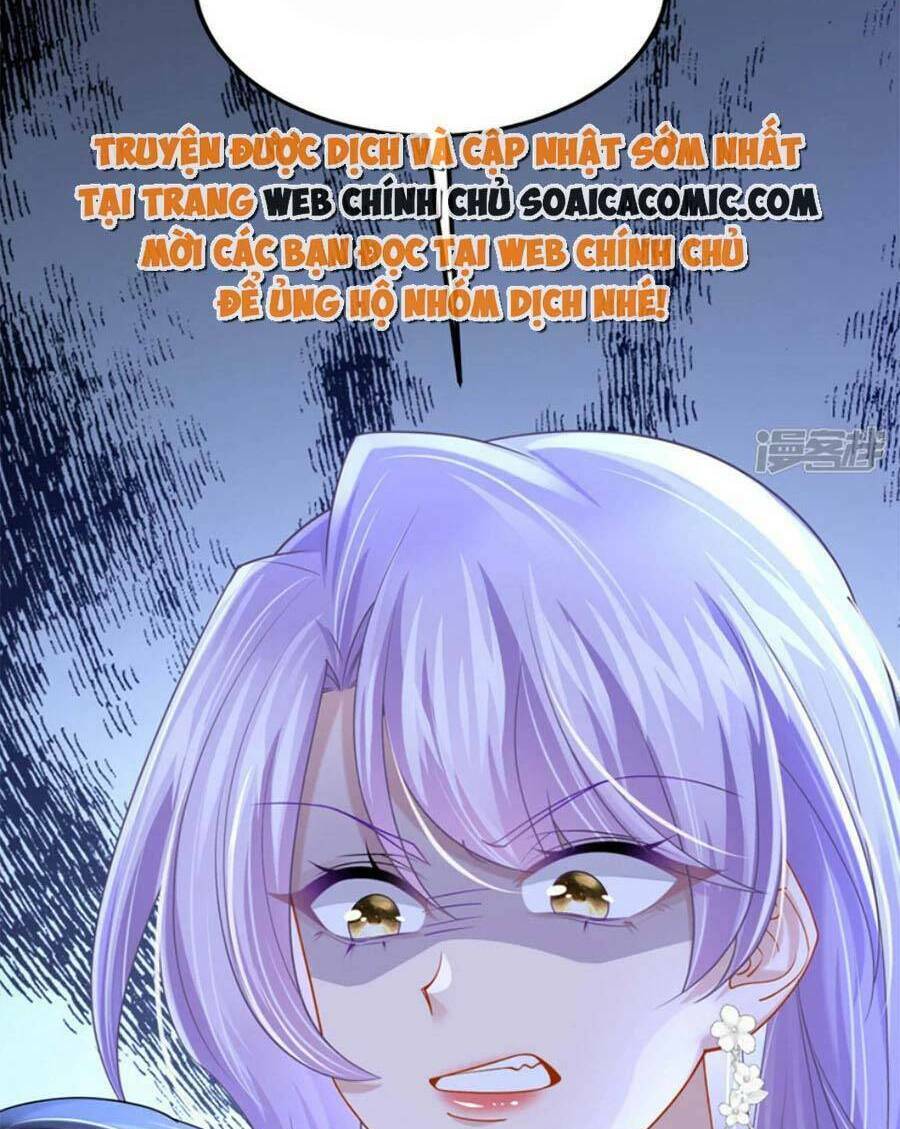 TRUYỆN ĐƯỢC DỊCH VÀ CẬP NHẬT SỚM NHẤT
TẠI TRANG WEB CHÍNH CHỦ SOAICACOMIC.COM
MỜI CÁC BẠN ĐỌC TẠI WEB CHÍNH CHỦ
ĐỂ ỦNG HỘ NHÓM DỊCH NHÉ!
漫客栈